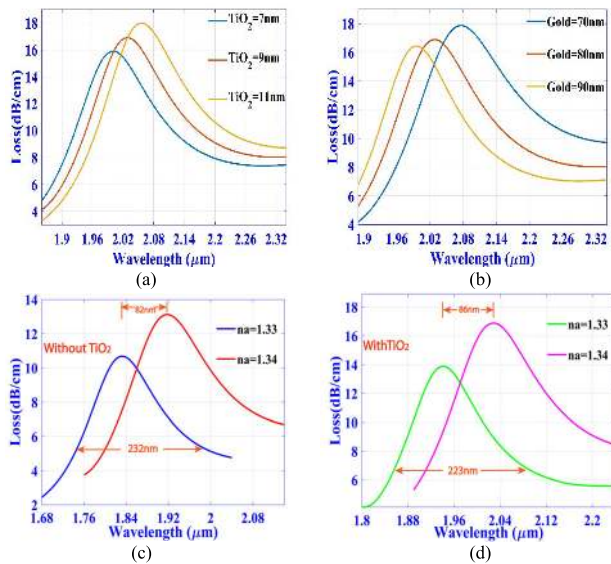 (a)
Loss(dB/cm)
18
16
14
12
10
8
6
4
TiO2=7nm
TiO2=9nm
TiO2=11nm
1.9 1.96 2.02 2.08 2.14 2.2 2.26 2.32
Wavelength (μm)
(a)
Loss(dB/cm)
18
16
14
12
10
8
6
4
Gold=70nm
Gold=80nm
Gold=90nm
1.9 1.96 2.02 2.08 2.14 2.2 2.26 2.32
Wavelength (μm)
(b)
Loss(dB/cm)
14
12
10
8
6
4
2
82nm
Without TiO2
na=1.33
na=1.34
232nm
1.68 1.76 1.84 1.92 2 2.08
Wavelength (μm)
(c)
Loss(dB/cm)
18
16
14
12
10
8
6
86nm
WithTiO2
na=1.33
na=1.34
223nm
1.8 1.88 1.96 2.04 2.12 2.2
Wavelength (μm)
(d)